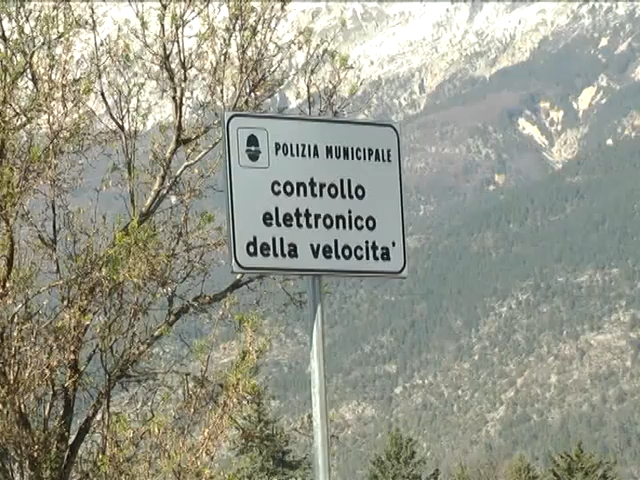 POLIZIA MUNICIPALE
controllo
elettronico
della velocita'